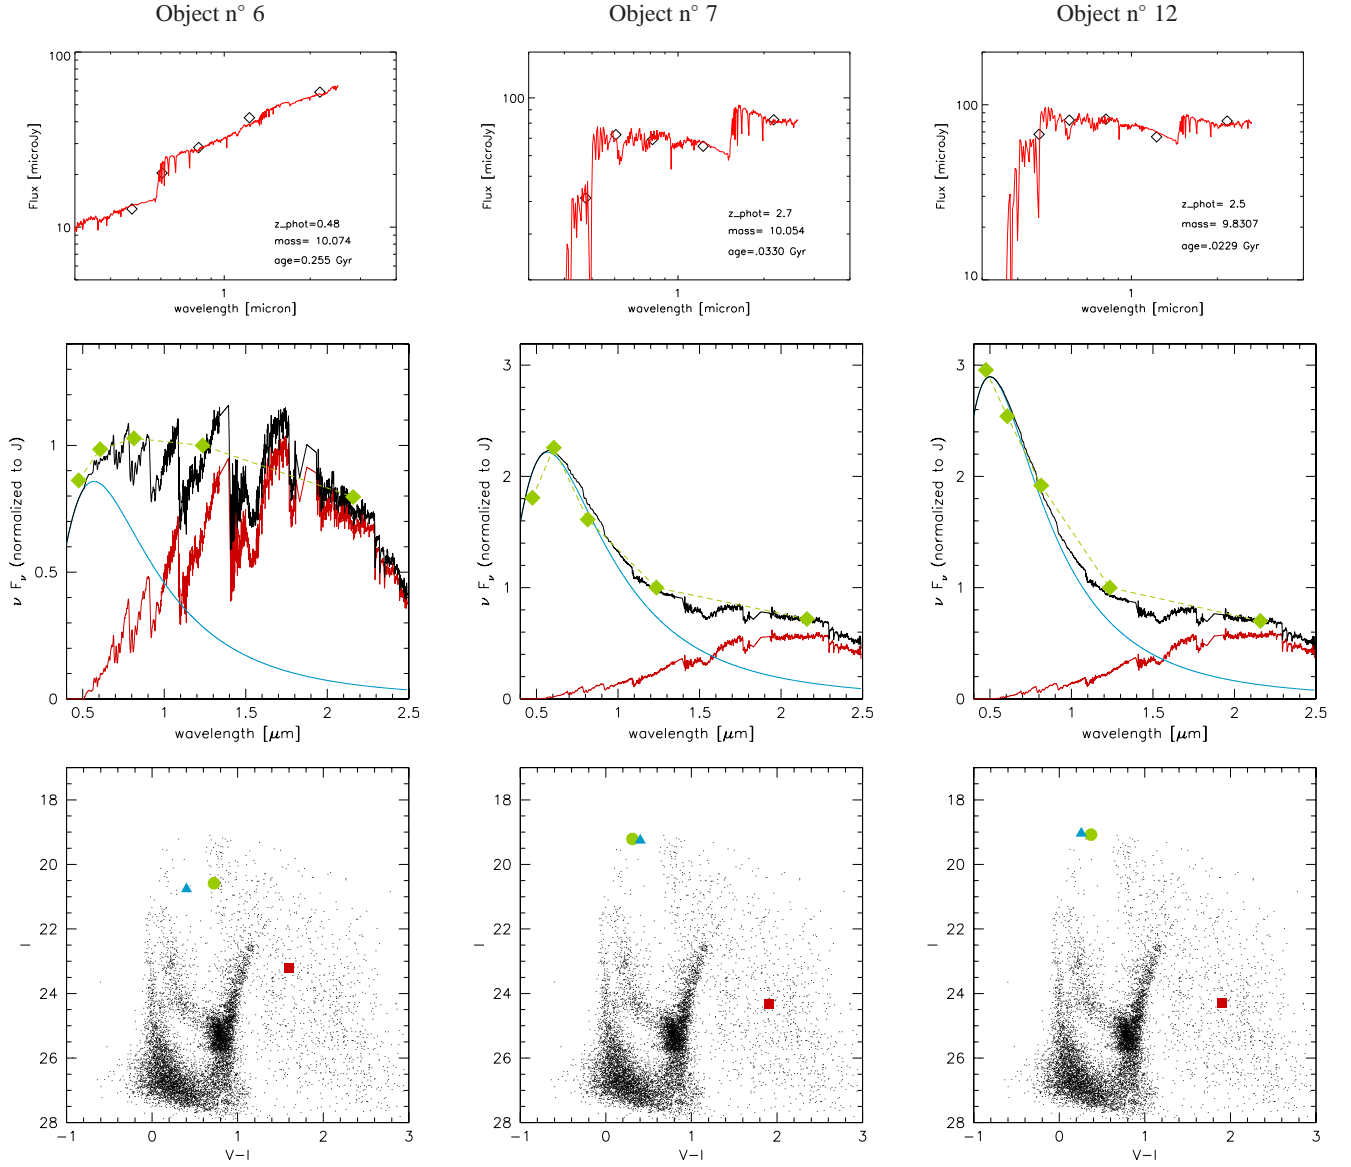 Object n° 6
Object n° 7
Object n° 12
100
10
Flux [microJy]
z_phot=0.48
mass= 10.074
age=0.255 Gyr
1
wavelength [micron]
100
Flux [microJy]
z_phot= 2.7
mass= 10.054
age=.0330 Gyr
1
wavelength [micron]
100
10
Flux [microJy]
z_phot= 2.5
mass= 9.8307
age=.0229 Gyr
1
wavelength [micron]
1
0.5
0
ν Fν (normalized to J)
0.5 1 1.5 2 2.5
wavelength [μm]
3
2
1
0
ν Fν (normalized to J)
0.5 1 1.5 2 2.5
wavelength [μm]
3
2
1
0
ν Fν (normalized to J)
0.5 1 1.5 2 2.5
wavelength [μm]
18
20
22
24
26
28
I
−1 0 1 2 3
V−I
18
20
22
24
26
28
I
−1 0 1 2 3
V−I
18
20
22
24
26
28
I
−1 0 1 2 3
V−I